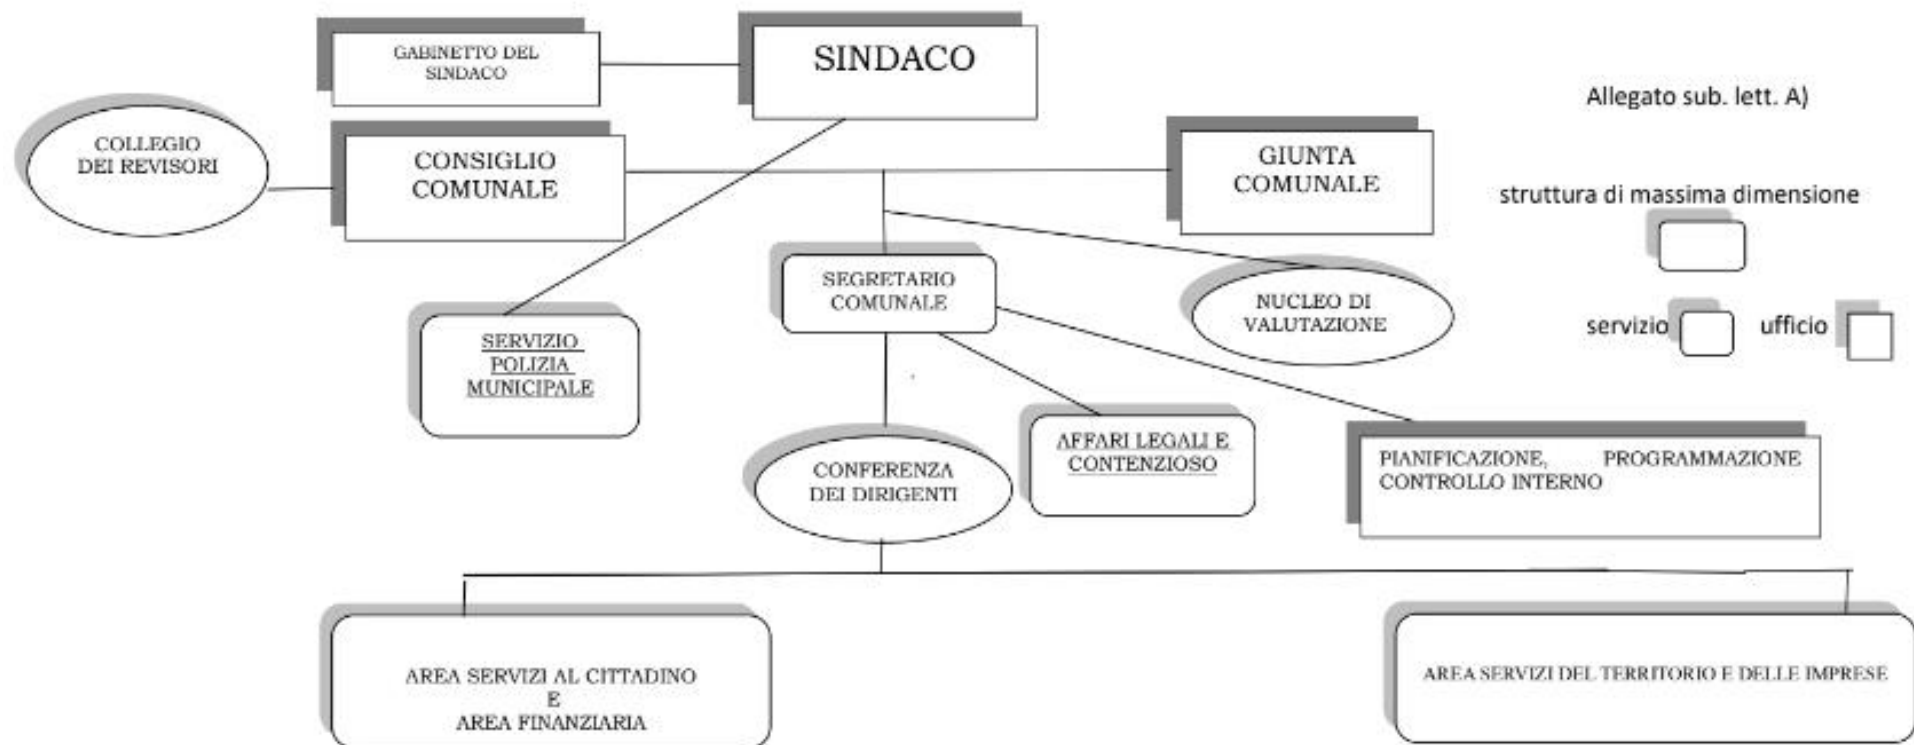 GABINETTO DEL
SINDACO
SINDACO
Allegato sub. lett. A)
COLLEGIO
DEI REVISORI
CONSIGLIO
COMUNALE
GIUNTA
COMUNALE
struttura di massima dimensione
SEGRETARIO
COMUNALE
NUCLEO DI
VALUTAZIONE
servizio
ufficio
SERVIZIO
POLIZIA
MUNICIPALE
CONFERENZA
DEI DIRIGENTI
AFFARI LEGALI E
CONTENZIOSO
PIANIFICAZIONE, PROGRAMMAZIONE
CONTROLLO INTERNO
AREA SERVIZI AL CITTADINO
E
AREA FINANZIARIA
AREA SERVIZI DEL TERRITORIO E DELLE IMPRESE